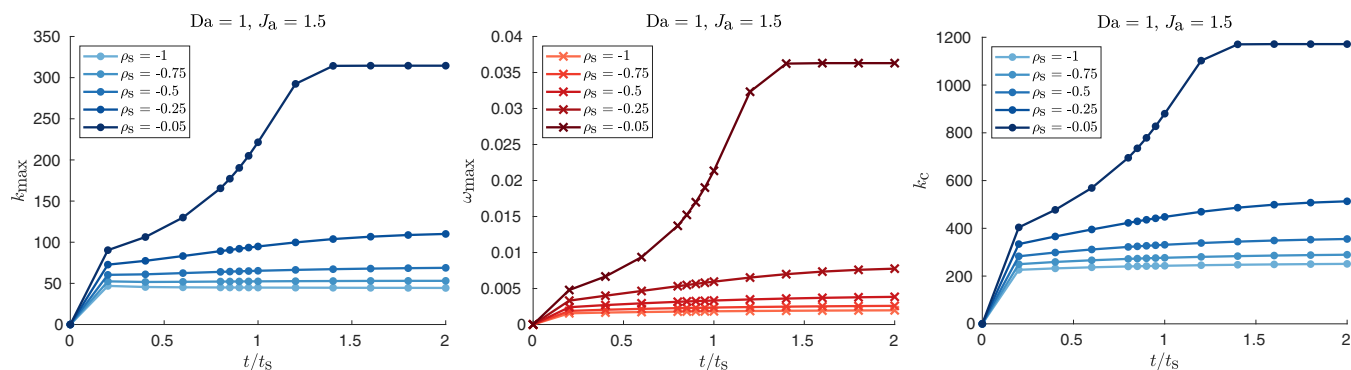 Da = 1, Jₐ = 1.5
350
300
250
200
150
100
50
0
k_max
ρ_s = -1
ρ_s = -0.75
ρ_s = -0.5
ρ_s = -0.25
ρ_s = -0.05
0 0.5 1 1.5 2
t/t_s
Da = 1, Jₐ = 1.5
0.04
0.035
0.03
0.025
0.02
0.015
0.01
0.005
0
ω_max
ρ_s = -1
ρ_s = -0.75
ρ_s = -0.5
ρ_s = -0.25
ρ_s = -0.05
0 0.5 1 1.5 2
t/t_s
Da = 1, Jₐ = 1.5
1200
1000
800
600
400
200
0
k_c
ρ_s = -1
ρ_s = -0.75
ρ_s = -0.5
ρ_s = -0.25
ρ_s = -0.05
0 0.5 1 1.5 2
t/t_s